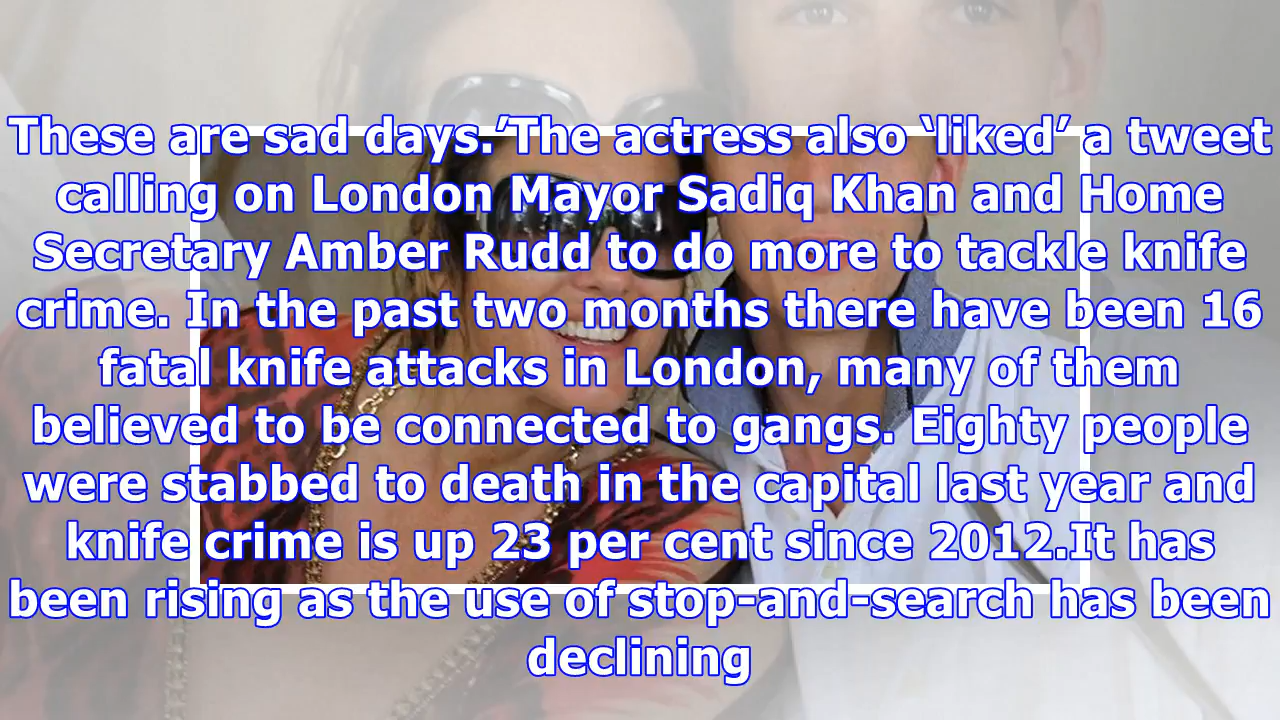 These are sad days.’The actress also ‘liked’ a tweet
calling on London Mayor Sadiq Khan and Home
Secretary Amber Rudd to do more to tackle knife
crime. In the past two months there have been 16
fatal knife attacks in London, many of them
believed to be connected to gangs. Eighty people
were stabbed to death in the capital last year and
knife crime is up 23 per cent since 2012.It has
been rising as the use of stop-and-search has been
declining